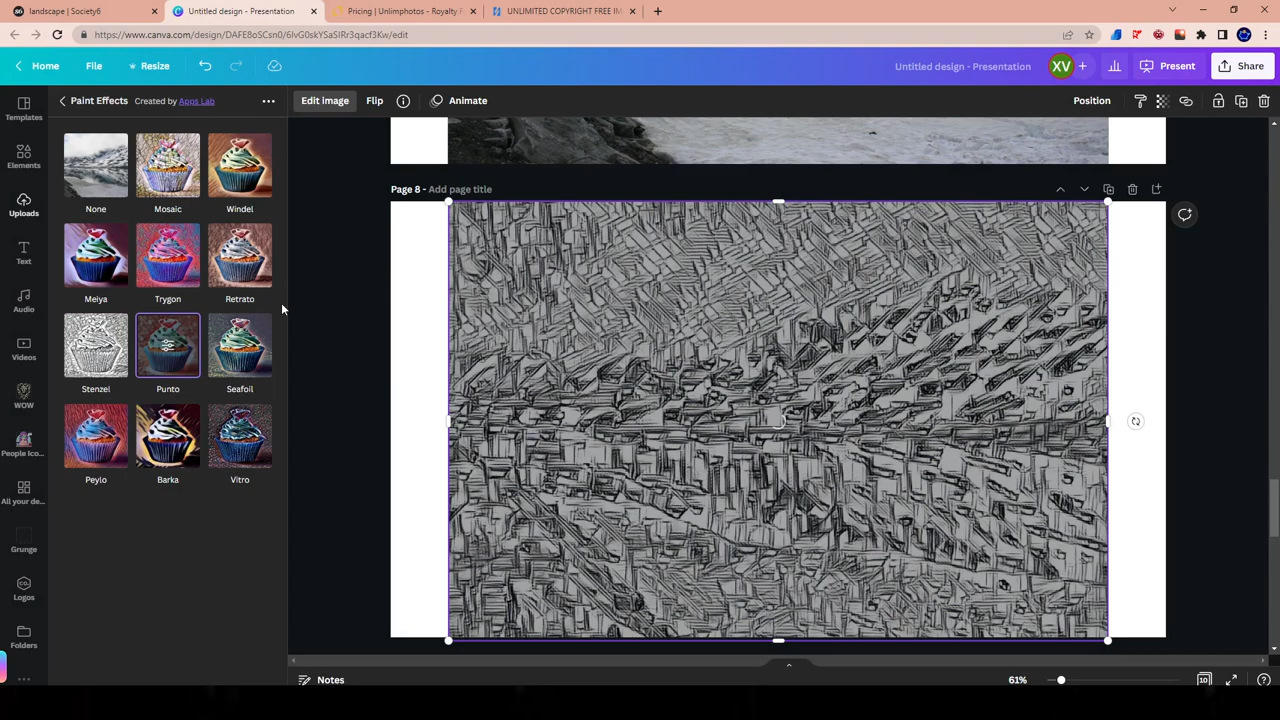 landscape | Society6
Untitled design - Presentation
Pricing | Unlimphotos - Royalty F
UNLIMITED COPYRIGHT FREE IM
https://www.canva.com/design/DAFE8oSCsn0/6lvG0skYSaSIRr3qacf3Kw/edit
Home
File
Resize
Untitled design - Presentation
XV
Present
Share
Templates
Elements
Uploads
Text
Audio
Videos
WOW
People Ico...
All your de...
Grunge
Logos
Folders
Paint Effects
Created by Apps Lab
None
Mosaic
Windel
Meiya
Trygon
Retrato
Stenzel
Punto
Seafoil
Peylo
Barka
Vitro
Edit image
Flip
Animate
Position
Page 8 - Add page title
Notes
61%
10